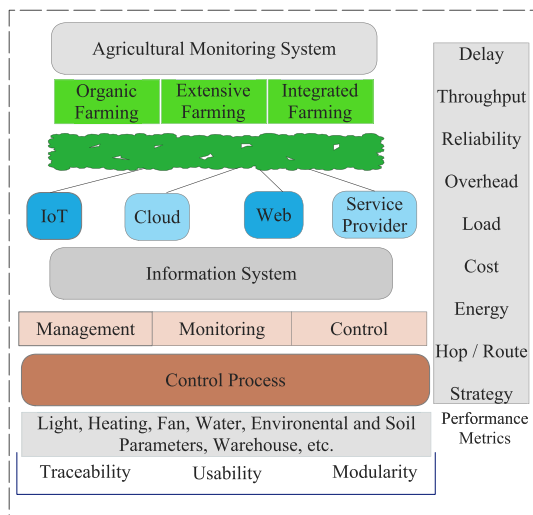 Agricultural Monitoring System
Organic
Farming
Extensive
Farming
Integrated
Farming
IoT
Cloud
Web
Service
Provider
Information System
Management
Monitoring
Control
Control Process
Light, Heating, Fan, Water, Environental and Soil
Parameters, Warehouse, etc.
Traceability
Usability
Modularity
Delay
Throughput
Reliability
Overhead
Load
Cost
Energy
Hop / Route
Strategy
Performance
Metrics